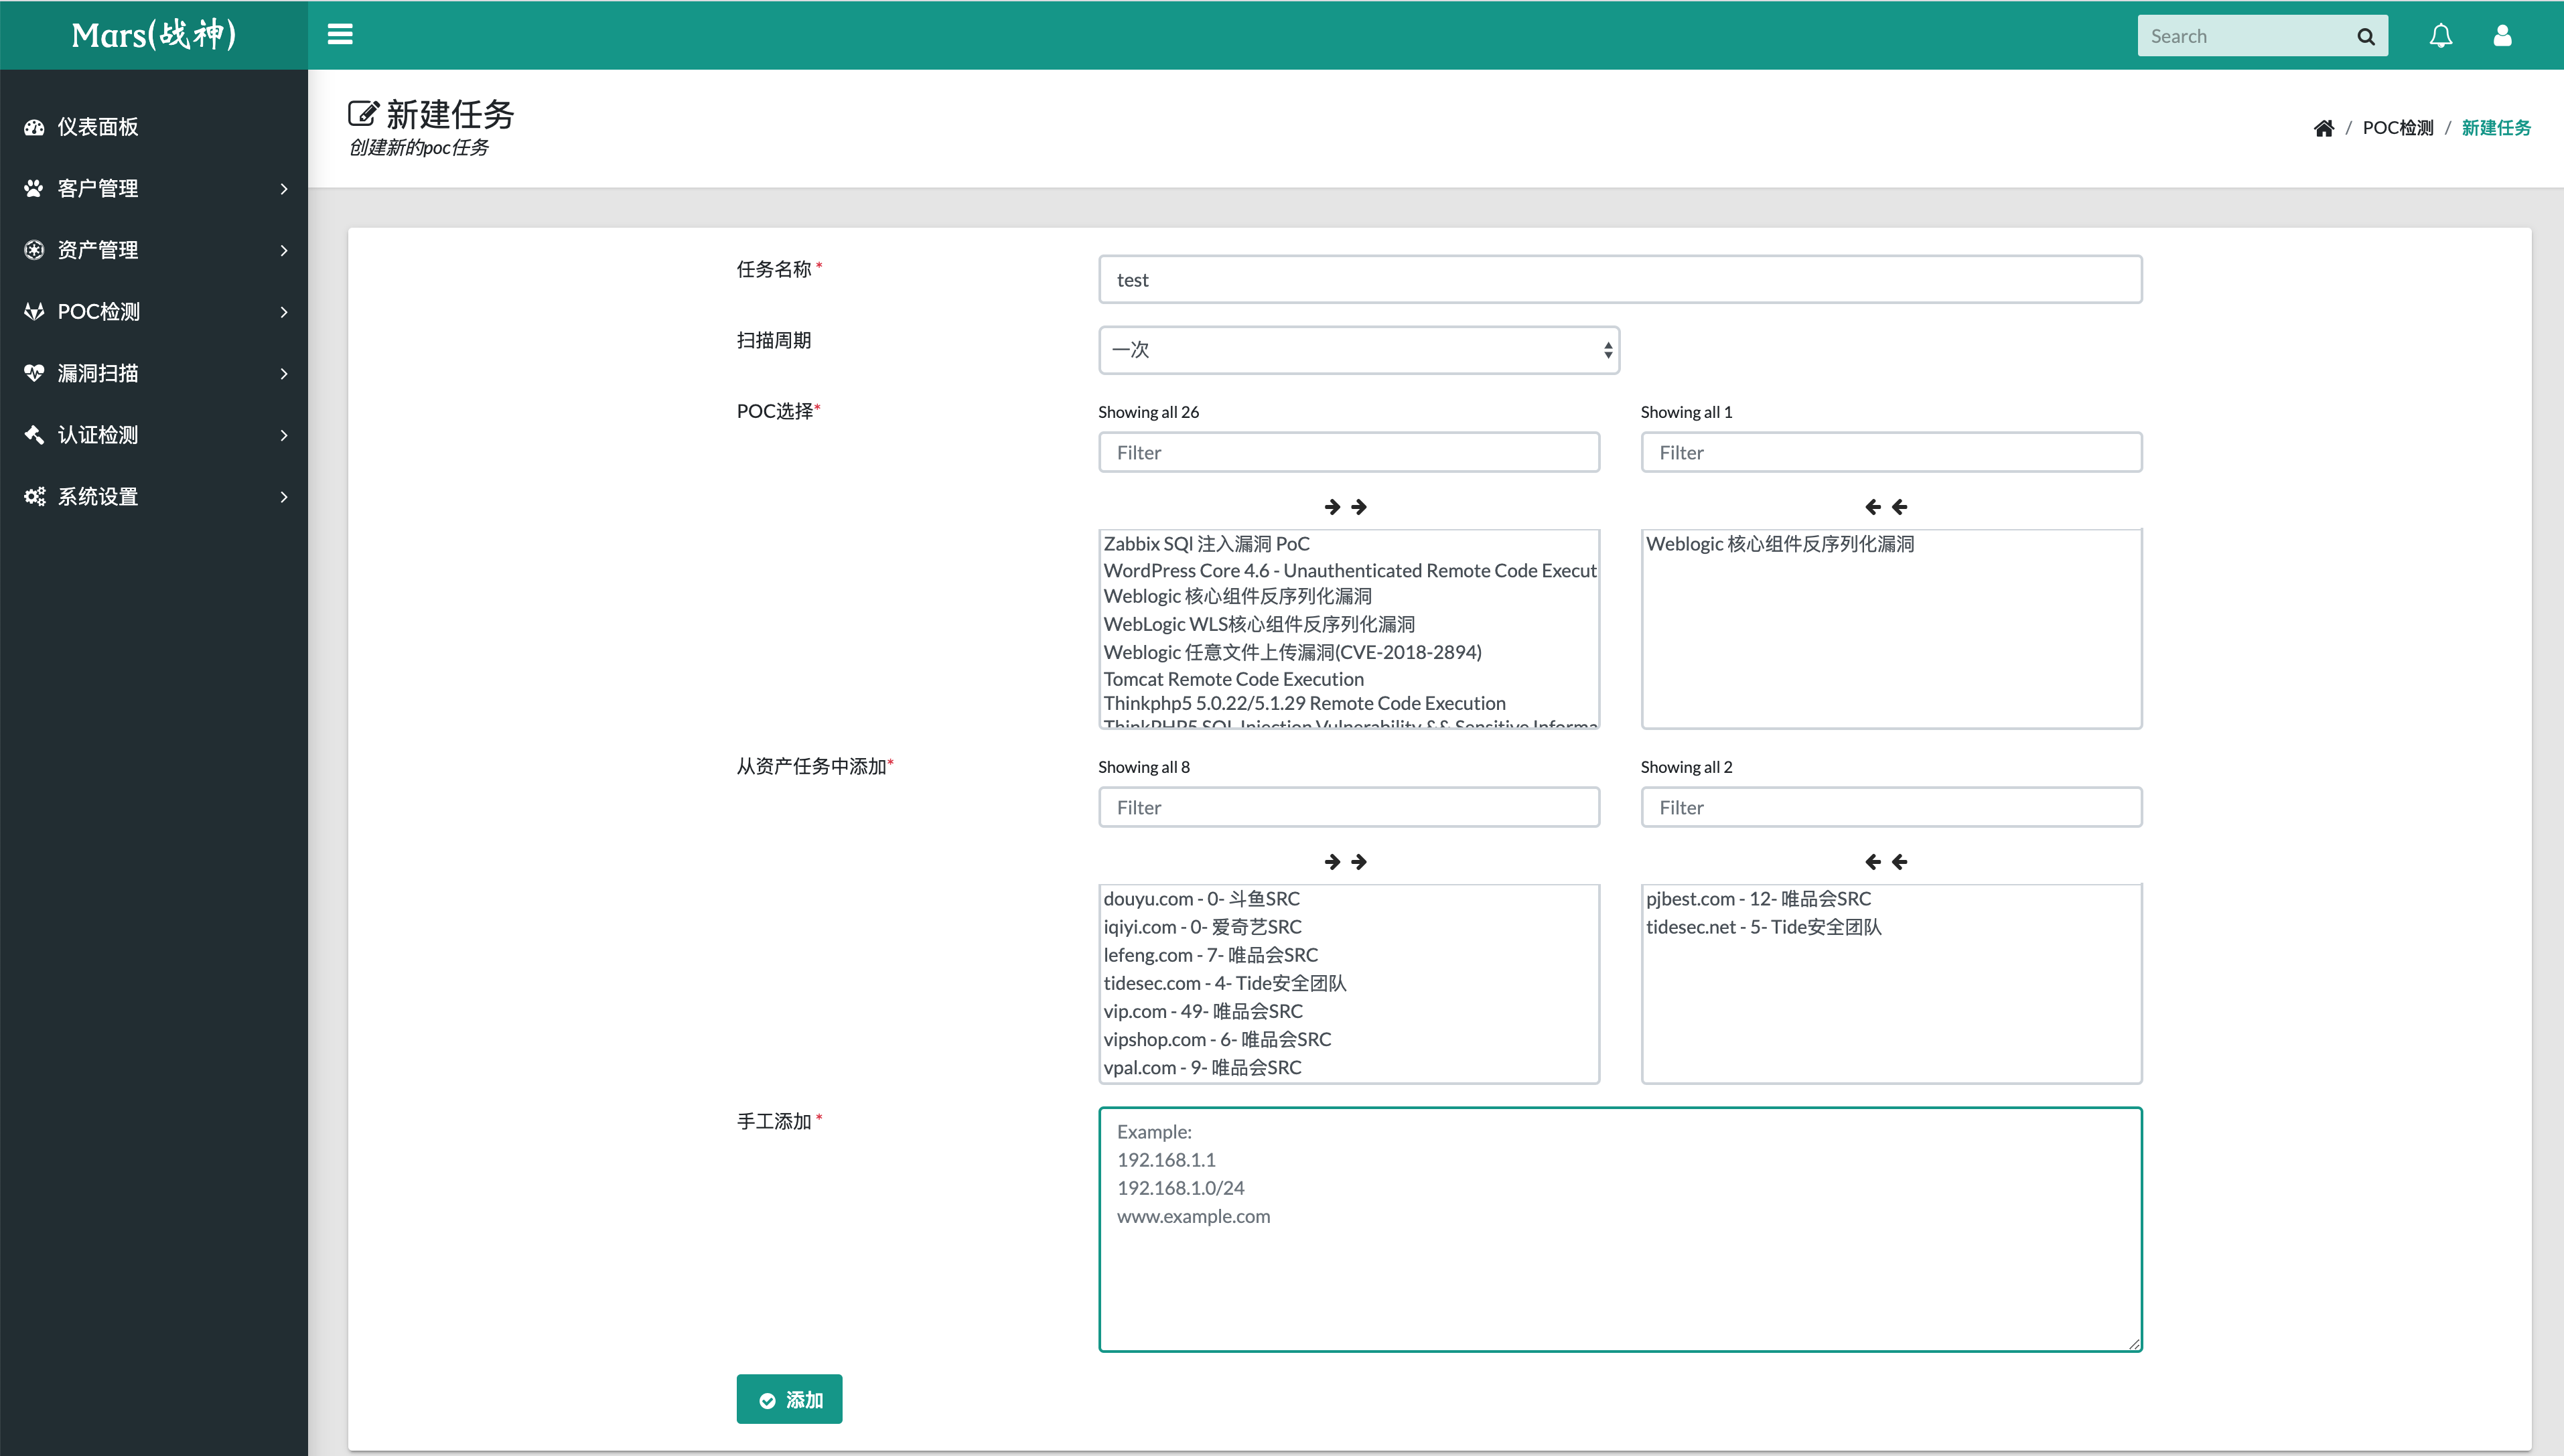 Mars(战神)
Search
仪表面板
客户管理
资产管理
POC检测
漏洞扫描
认证检测
系统设置
新建任务
创建新的poc任务
/ POC检测 / 新建任务
任务名称 *
test
扫描周期
一次
POC选择*
Showing all 26
Filter
Zabbix SQl 注入漏洞 PoC
WordPress Core 4.6 - Unauthenticated Remote Code Execut
Weblogic 核心组件反序列化漏洞
WebLogic WLS核心组件反序列化漏洞
Weblogic 任意文件上传漏洞(CVE-2018-2894)
Tomcat Remote Code Execution
Thinkphp5 5.0.22/5.1.29 Remote Code Execution
ThinkPHP5 SQL Injection Vulnerability && Sensitive Informa
Showing all 1
Filter
Weblogic 核心组件反序列化漏洞
从资产任务中添加*
Showing all 8
Filter
douyu.com - 0- 斗鱼SRC
iqiyi.com - 0- 爱奇艺SRC
lefeng.com - 7- 唯品会SRC
tidesec.com - 4- Tide安全团队
vip.com - 49- 唯品会SRC
vipshop.com - 6- 唯品会SRC
vpal.com - 9- 唯品会SRC
Showing all 2
Filter
pjbest.com - 12- 唯品会SRC
tidesec.net - 5- Tide安全团队
手工添加 *
Example:
192.168.1.1
192.168.1.0/24
www.example.com
添加